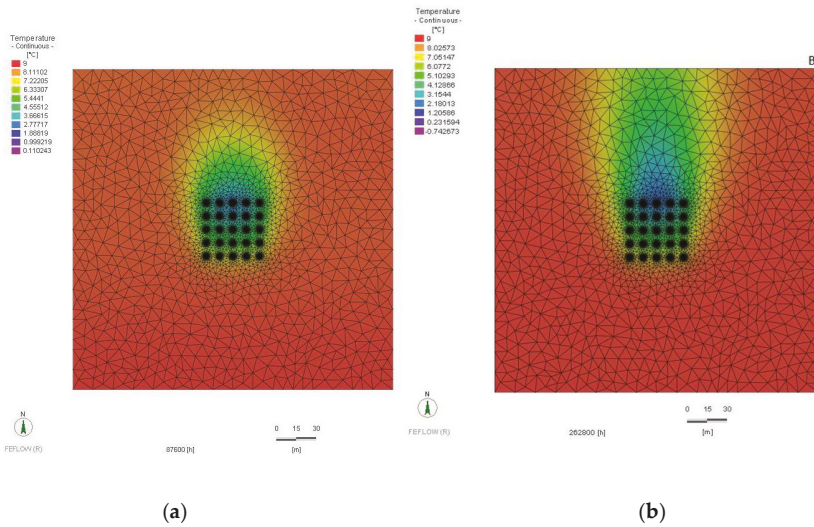 Temperature
- Continuous -
[°C]
9
8.11102
7.22205
6.33307
5.4441
4.55512
3.66615
2.77717
1.88819
0.999219
0.110243
N
FEFLOW (R)
87600 [h]
0 15 30
[m]
(a)
Temperature
- Continuous -
[°C]
9
8.02573
7.05147
6.0772
5.10293
4.12866
3.1544
2.18013
1.20586
0.231594
-0.742673
B
N
FEFLOW (R)
262800 [h]
0 15 30
[m]
(b)